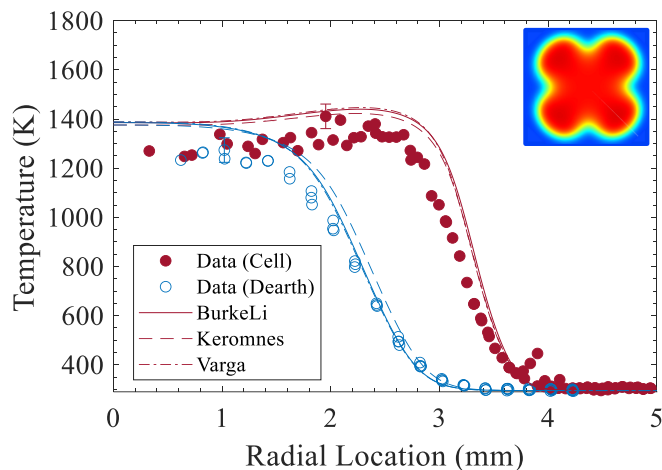 1800
1600
1400
1200
1000
800
600
400
Temperature (K)
Data (Cell)
Data (Dearth)
BurkeLi
Keromnes
Varga
0 1 2 3 4 5
Radial Location (mm)